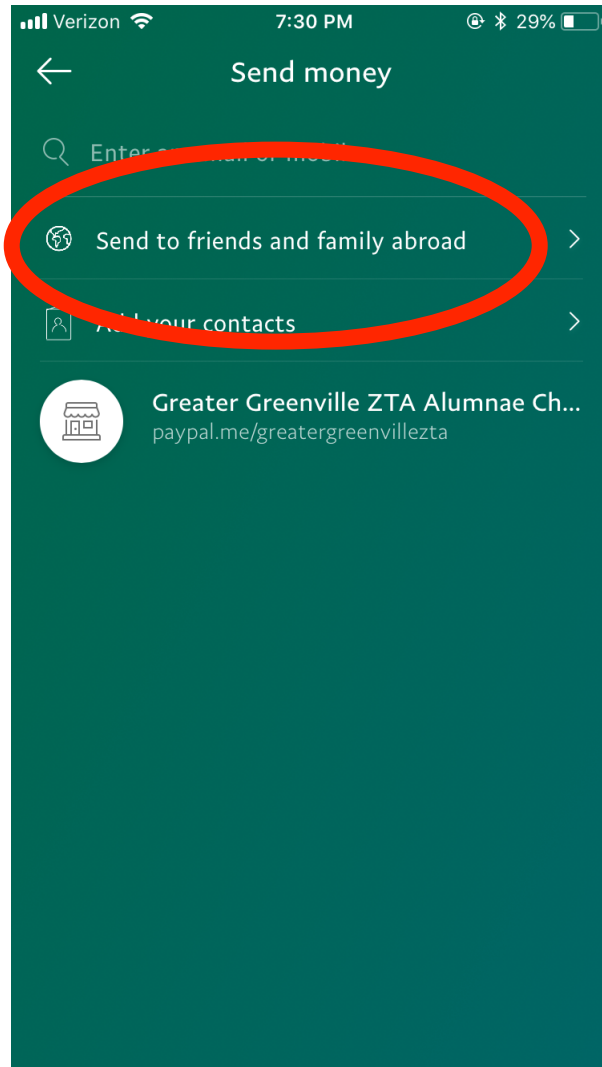 Verizon 7:30 PM 29%
Send money
Enter
Send to friends and family abroad
your contacts
Greater Greenville ZTA Alumnae Ch...
paypal.me/greatergreenvillezta